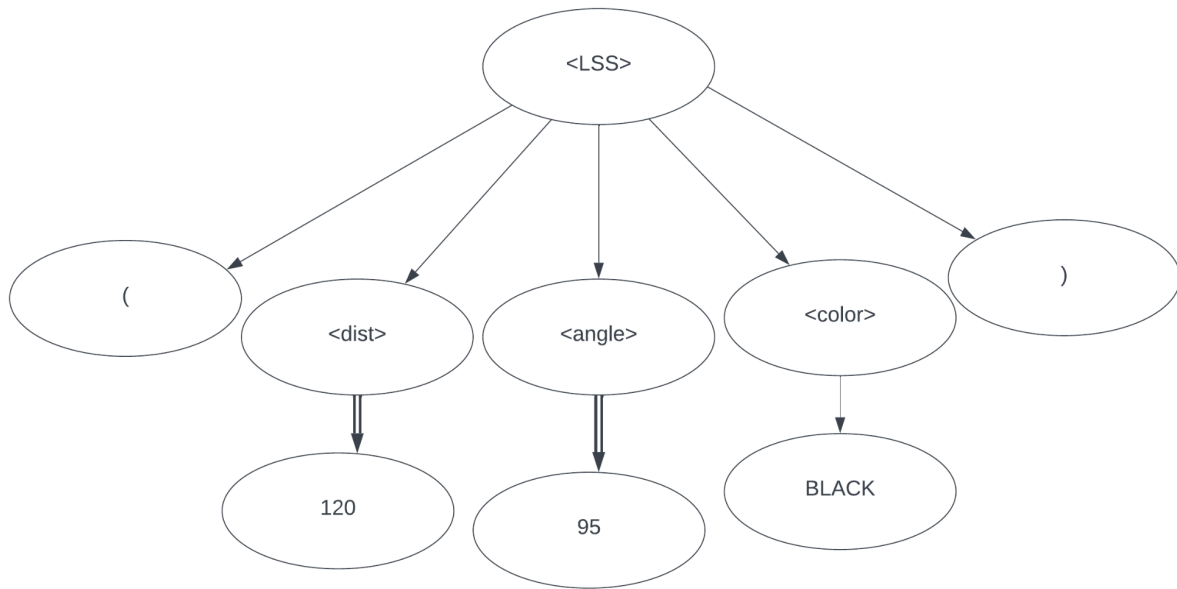 <LSS>
(
<dist>
<angle>
<color>
)
120
95
BLACK